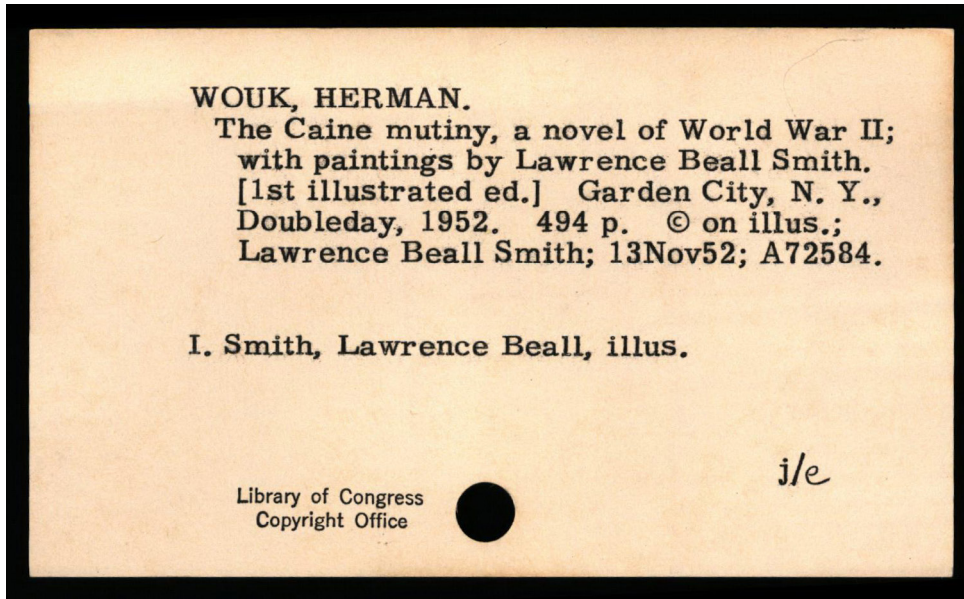 WOUK, HERMAN.
The Caine mutiny, a novel of World War II;
with paintings by Lawrence Beall Smith.
[1st illustrated ed.] Garden City, N. Y.,
Doubleday, 1952. 494 p. © on illus.;
Lawrence Beall Smith; 13Nov52; A72584.
I. Smith, Lawrence Beall, illus.
j/e
Library of Congress
Copyright Office